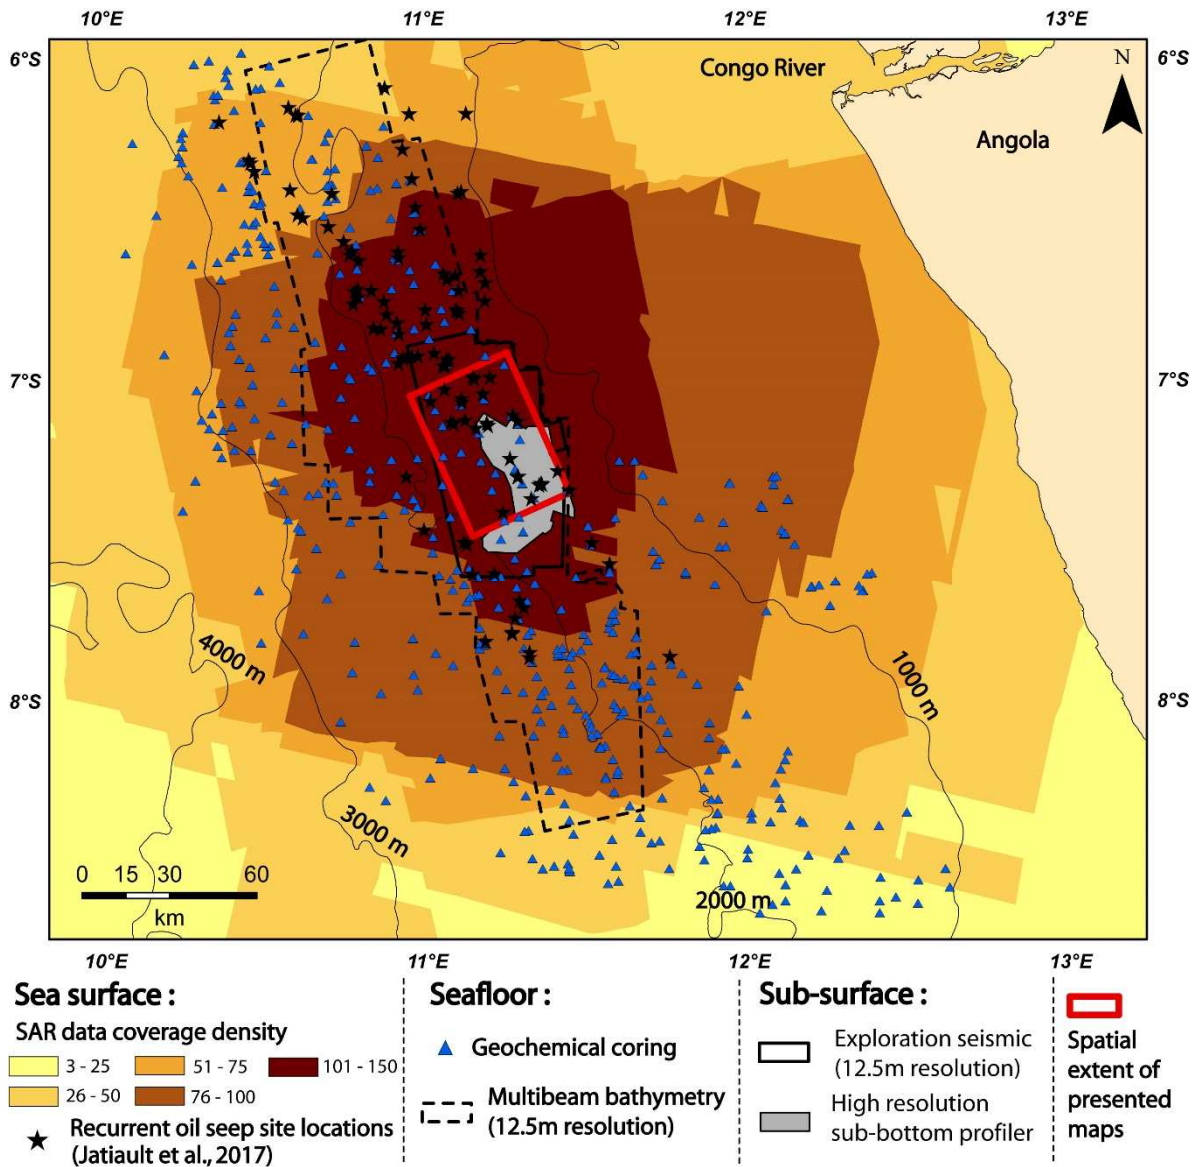 10°E 11°E 12°E 13°E
6°S 6°S
Congo River
N
Angola
7°S 7°S
4000 m
1000 m
8°S 8°S
3000 m
2000 m
0 15 30 60
km
10°E 11°E 12°E 13°E
Sea surface :
SAR data coverage density
3 - 25 51 - 75 101 - 150
26 - 50 76 - 100
Recurrent oil seep site locations
(Jatiault et al., 2017)
Seafloor :
Geochemical coring
Multibeam bathymetry
(12.5m resolution)
Sub-surface :
Exploration seismic
(12.5m resolution)
High resolution
sub-bottom profiler
Spatial
extent of
presented
maps